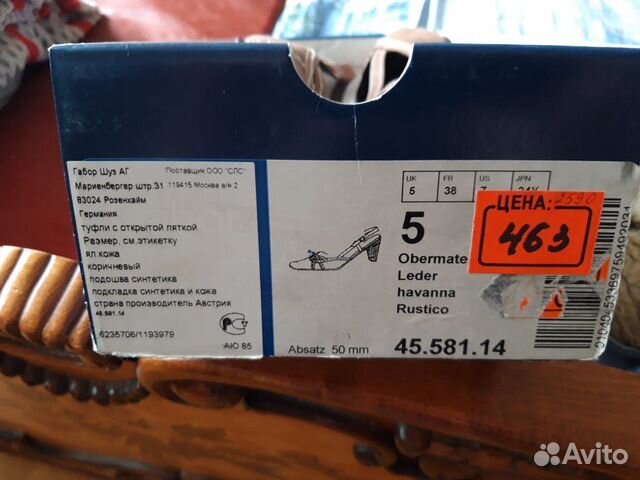 Габор Шуэ АГ
Мариенбергер штр.31
83024 Розенхайм
Германия
Поставщик ООО "СЛС"
119415 Москва а/я 2
туфли с открытой пяткой
Размер, см.этикетку
ял.кожа
коричневый
подошва синтетика
подкладка синтетика и кожа
страна производитель Австрия
45.581.14
6235706/1193979
РСТ
АЮ 85
UK FR US JPN
5 38
5
Obermate
Leder
havanna
Rustico
Absatz 50 mm
45.581.14
ЦЕНА: 2590
463
Avito